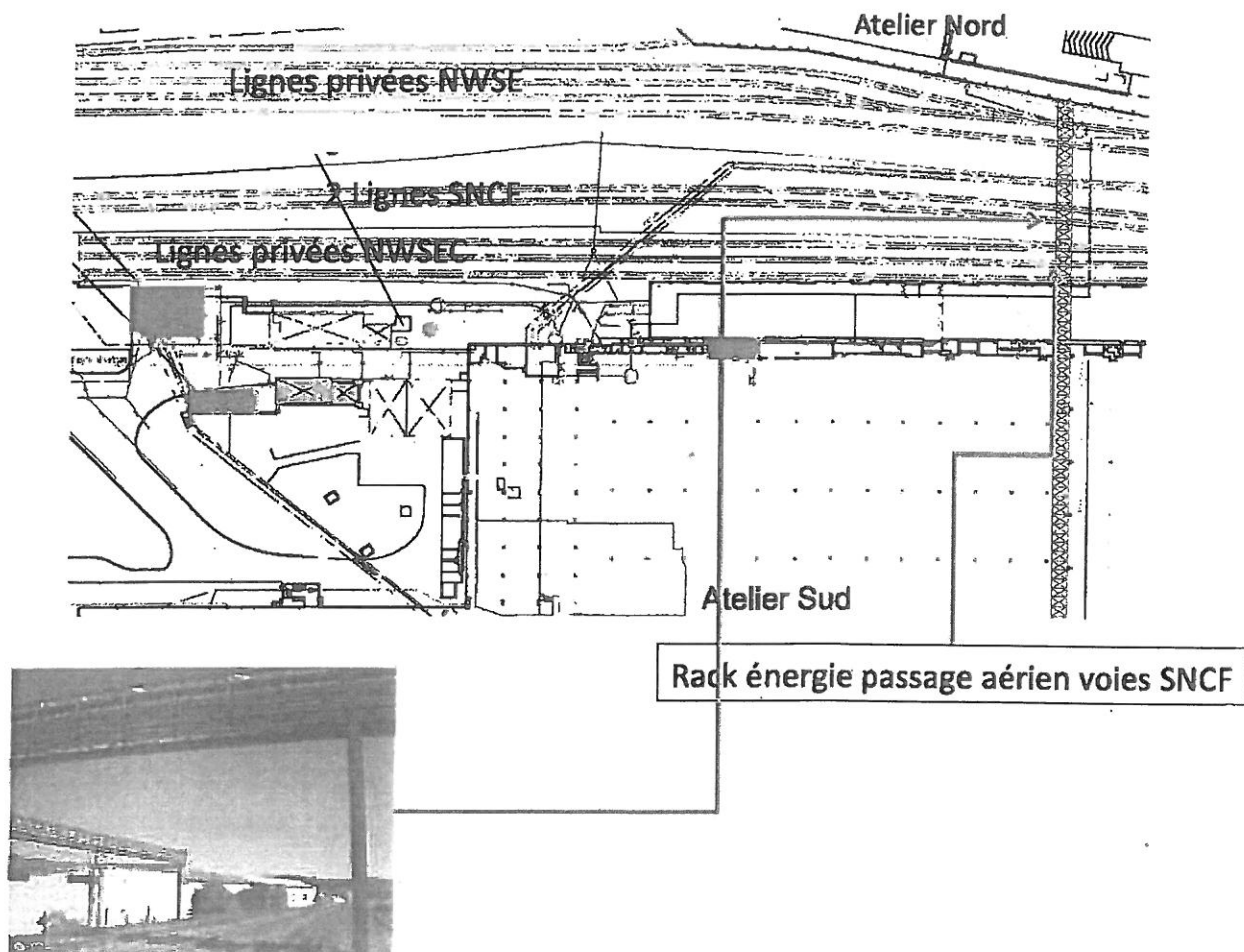 Atelier Nord
Lignes privées NWSE
2 Lignes SNCF
Lignes privées NWSEC
Atelier Sud
Rack énergie passage aérien voies SNCF